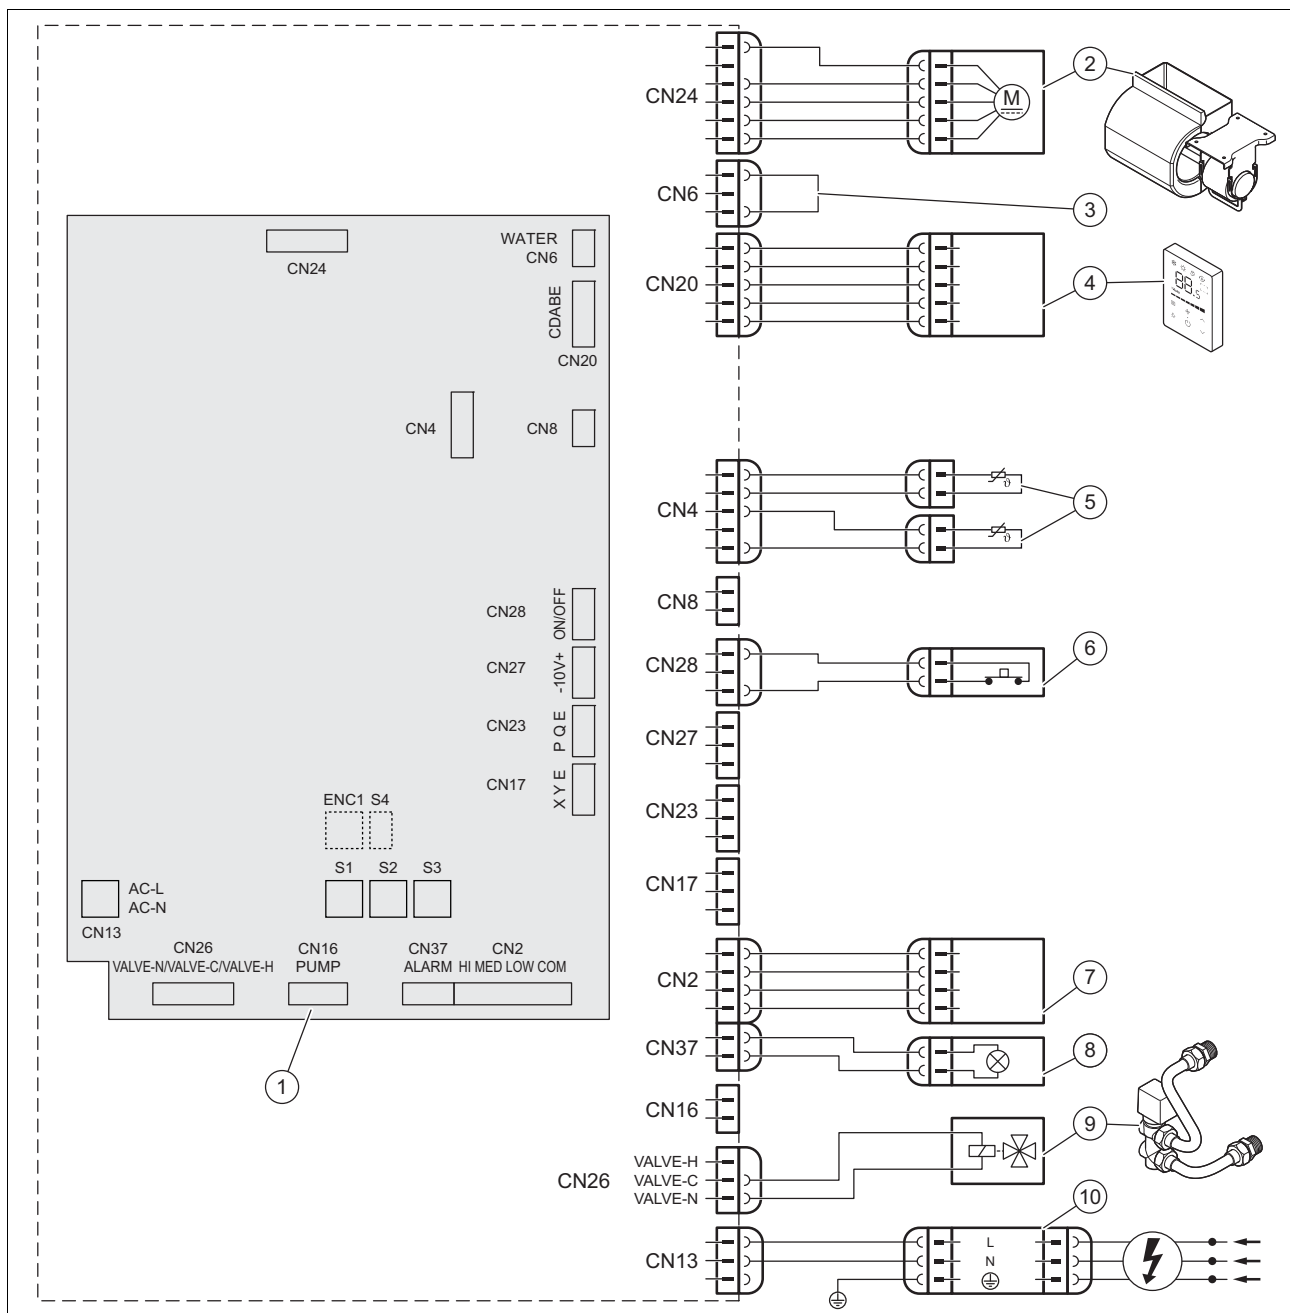 CN24
M
2
CN6
3
CN20
4
88.5
WATER
CN6
CN24
CDABE
CN20
CN4
CN8
CN28
ON/OFF
CN27
-10V+
CN23
P Q E
CN17
X Y E
ENC1 S4
S1 S2 S3
AC-L
AC-N
CN13
CN26
VALVE-N/VALVE-C/VALVE-H
CN16
PUMP
CN37
ALARM
CN2
HI MED LOW COM
1
CN4
ϑ
ϑ
5
CN8
CN28
6
CN27
CN23
CN17
CN2
7
CN37
8
CN16
CN26
VALVE-H
VALVE-C
VALVE-N
9
10
CN13
L
N